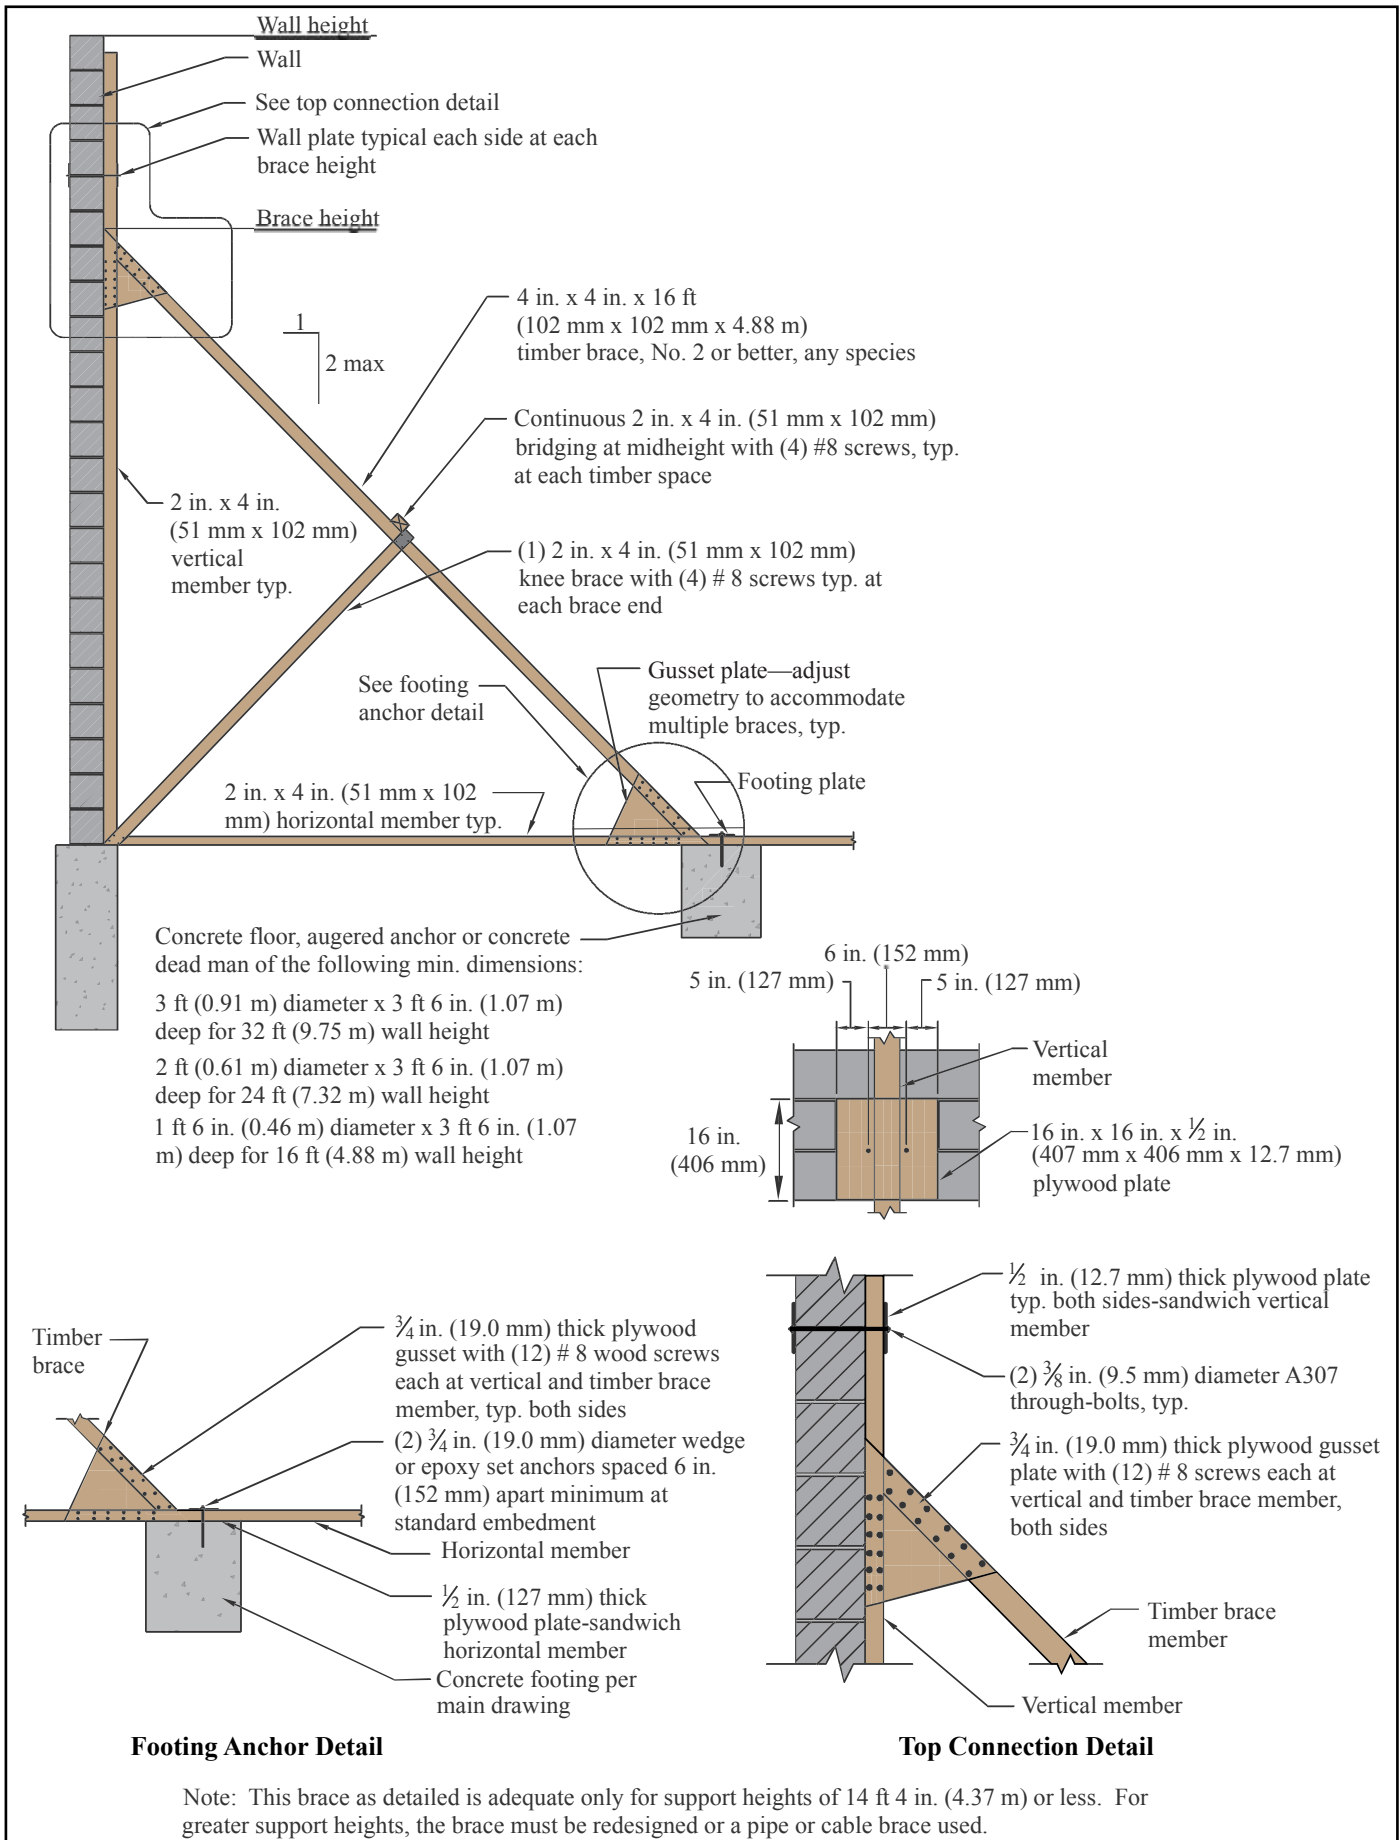 Wall height
Wall
See top connection detail
Wall plate typical each side at each
brace height
Brace height
1
2 max
4 in. x 4 in. x 16 ft
(102 mm x 102 mm x 4.88 m)
timber brace, No. 2 or better, any species
Continuous 2 in. x 4 in. (51 mm x 102 mm)
bridging at midheight with (4) #8 screws, typ.
at each timber space
2 in. x 4 in.
(51 mm x 102 mm)
vertical
member typ.
(1) 2 in. x 4 in. (51 mm x 102 mm)
knee brace with (4) # 8 screws typ. at
each brace end
See footing
anchor detail
Gusset plate—adjust
geometry to accommodate
multiple braces, typ.
Footing plate
2 in. x 4 in. (51 mm x 102
mm) horizontal member typ.
Concrete floor, augered anchor or concrete
dead man of the following min. dimensions:
3 ft (0.91 m) diameter x 3 ft 6 in. (1.07 m)
deep for 32 ft (9.75 m) wall height
2 ft (0.61 m) diameter x 3 ft 6 in. (1.07 m)
deep for 24 ft (7.32 m) wall height
1 ft 6 in. (0.46 m) diameter x 3 ft 6 in. (1.07
m) deep for 16 ft (4.88 m) wall height
6 in. (152 mm)
5 in. (127 mm)
5 in. (127 mm)
Vertical
member
16 in.
(406 mm)
16 in. x 16 in. x ½ in.
(407 mm x 406 mm x 12.7 mm)
plywood plate
Timber
brace
¾ in. (19.0 mm) thick plywood
gusset with (12) # 8 wood screws
each at vertical and timber brace
member, typ. both sides
(2) ¾ in. (19.0 mm) diameter wedge
or epoxy set anchors spaced 6 in.
(152 mm) apart minimum at
standard embedment
Horizontal member
½ in. (127 mm) thick
plywood plate-sandwich
horizontal member
Concrete footing per
main drawing
Footing Anchor Detail
½ in. (12.7 mm) thick plywood plate
typ. both sides-sandwich vertical
member
(2) ⅜ in. (9.5 mm) diameter A307
through-bolts, typ.
¾ in. (19.0 mm) thick plywood gusset
plate with (12) # 8 screws each at
vertical and timber brace member,
both sides
Timber brace
member
Vertical member
Top Connection Detail
Note: This brace as detailed is adequate only for support heights of 14 ft 4 in. (4.37 m) or less. For
greater support heights, the brace must be redesigned or a pipe or cable brace used.